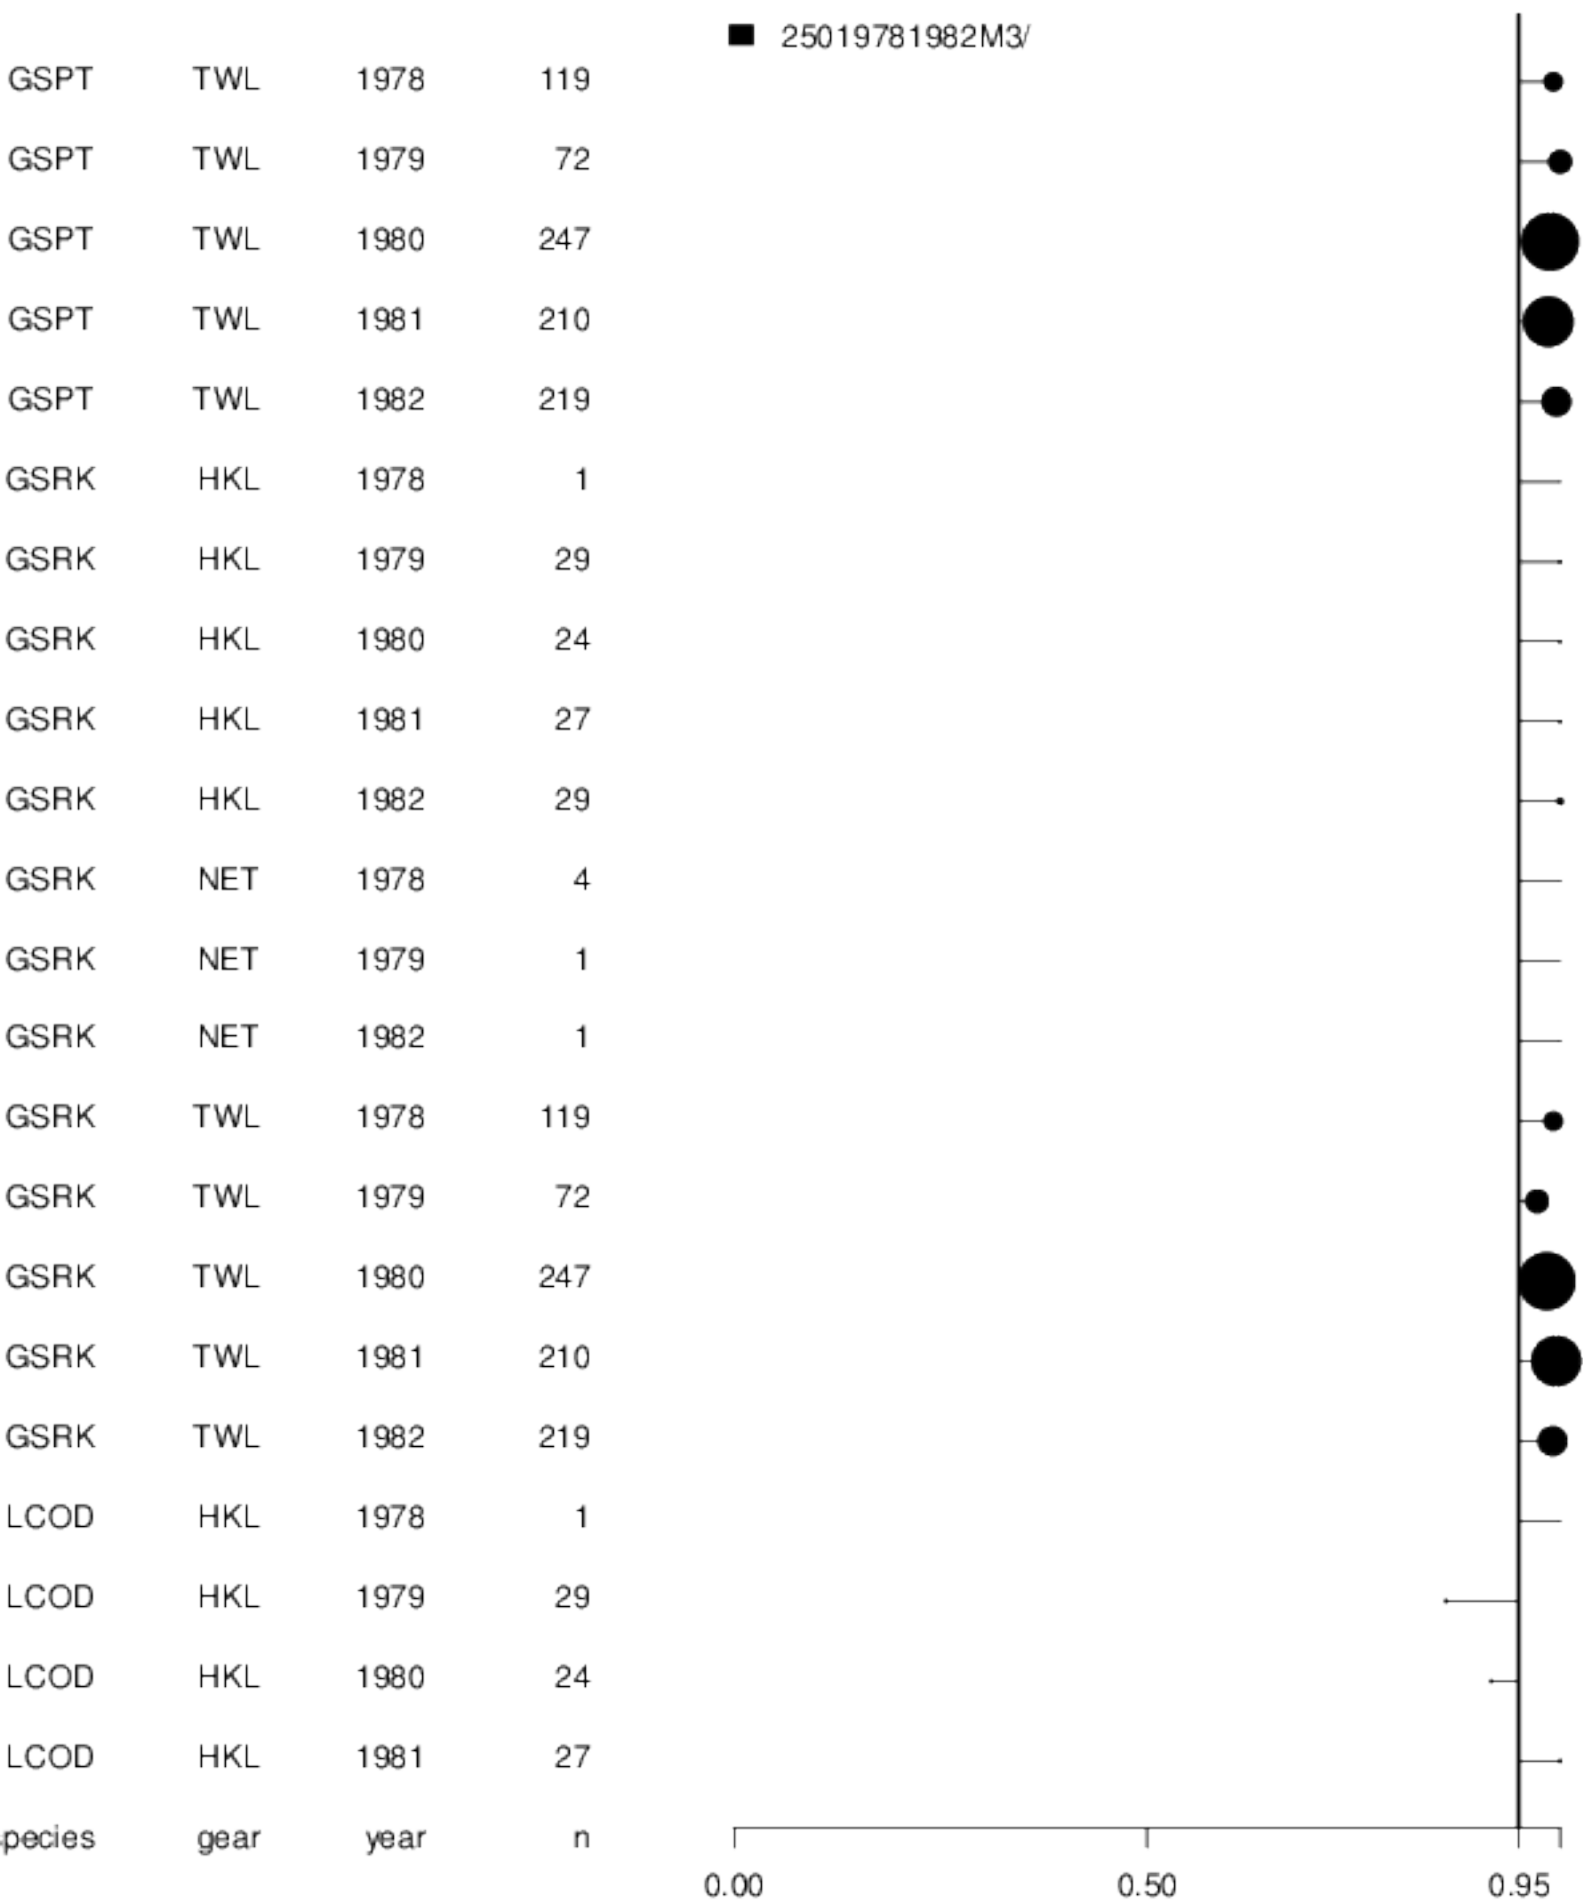 25019781982M3/
GSPT TWL 1978 119
GSPT TWL 1979 72
GSPT TWL 1980 247
GSPT TWL 1981 210
GSPT TWL 1982 219
GSRK HKL 1978 1
GSRK HKL 1979 29
GSRK HKL 1980 24
GSRK HKL 1981 27
GSRK HKL 1982 29
GSRK NET 1978 4
GSRK NET 1979 1
GSRK NET 1982 1
GSRK TWL 1978 119
GSRK TWL 1979 72
GSRK TWL 1980 247
GSRK TWL 1981 210
GSRK TWL 1982 219
LCOD HKL 1978 1
LCOD HKL 1979 29
LCOD HKL 1980 24
LCOD HKL 1981 27
pecies gear year n
0.00 0.50 0.95